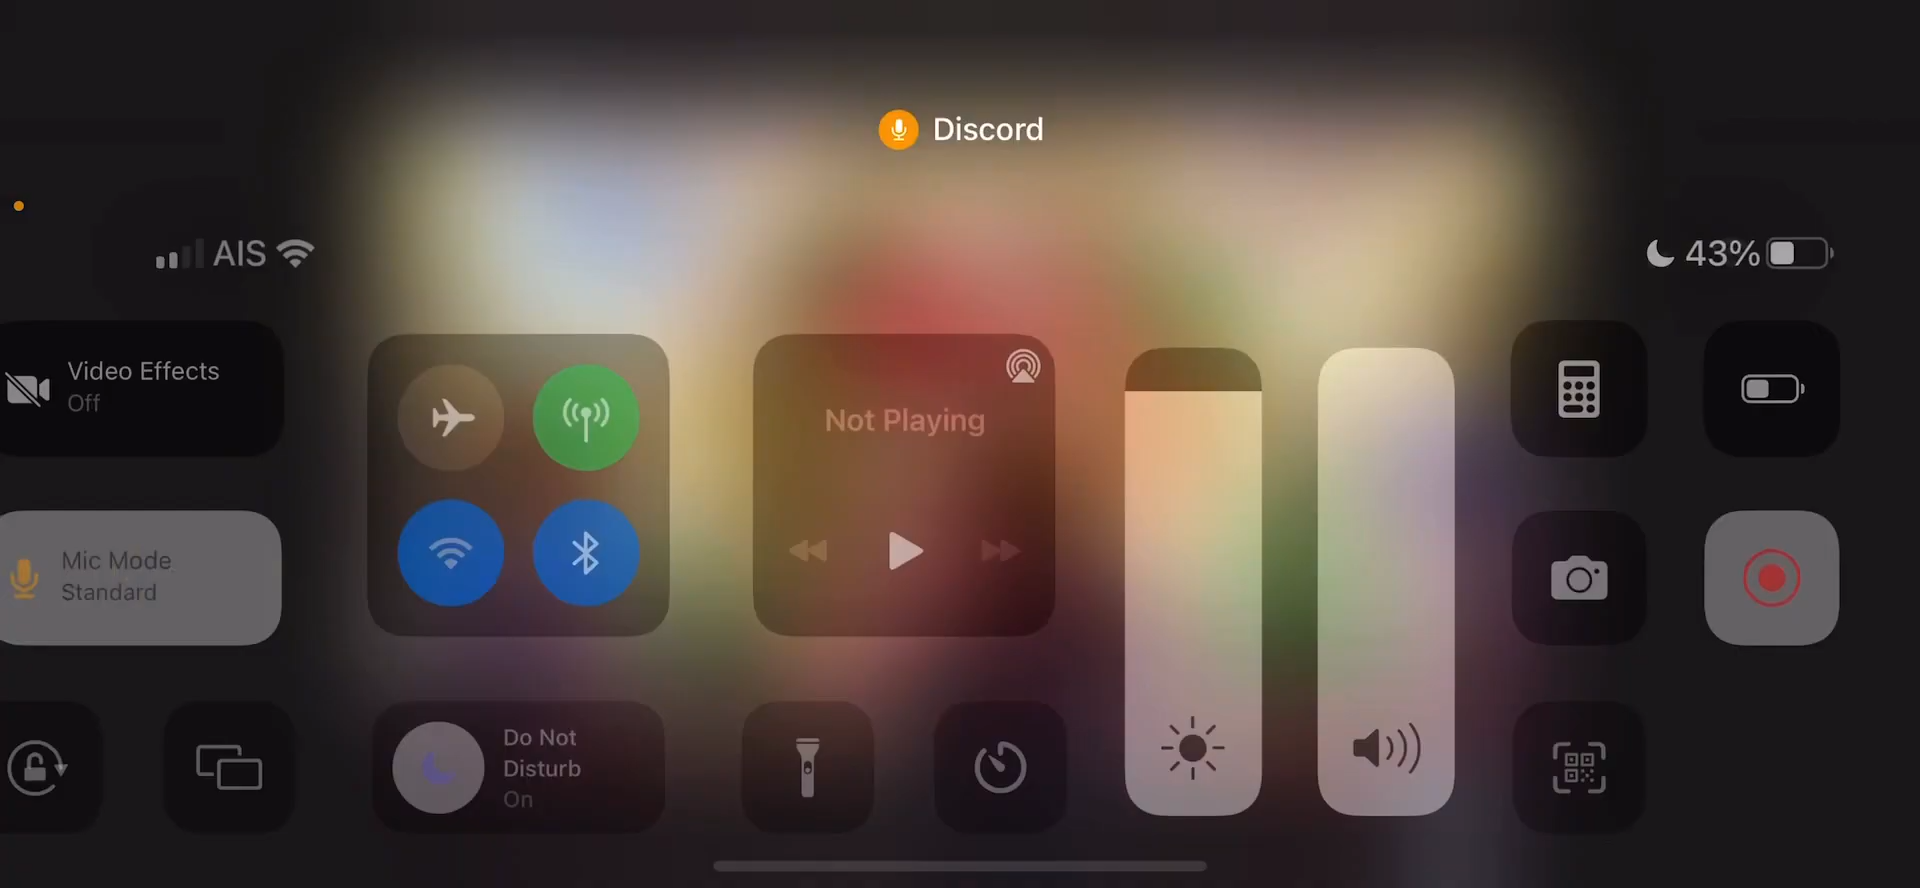 Discord
AIS
43%
Video Effects
Off
Not Playing
Mic Mode
Standard
Do Not
Disturb
On